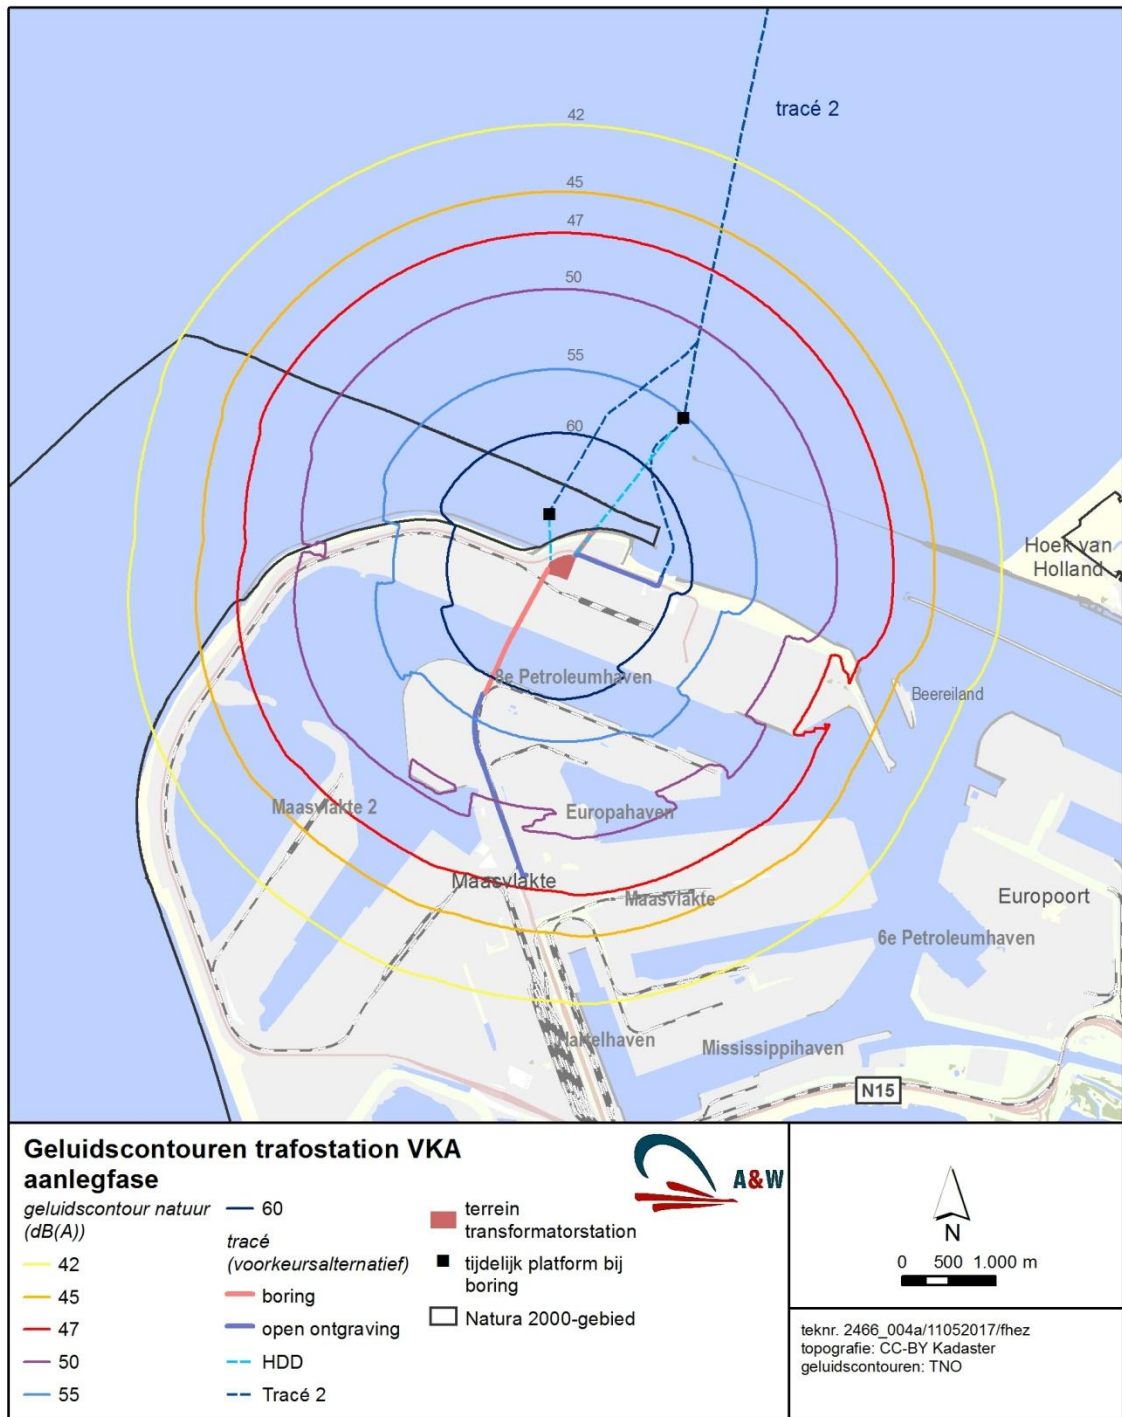 tracé 2
42
45
47
50
55
60
Hoek van
Holland
8e Petroleumhaven
Beereiland
Maasvlakte 2
Europahaven
Maasvlakte
Maasvlakte
Europoort
6e Petroleumhaven
Hartelhaven
Mississippihaven
N15
Geluidscontouren trafostation VKA
aanlegfase
geluidscontour natuur
(dB(A))
42
45
47
50
55
60
tracé
(voorkeursalternatief)
boring
open ontgraving
HDD
Tracé 2
terrein
transformatorstation
tijdelijk platform bij
boring
Natura 2000-gebied
A&W
N
0 500 1.000 m
teknr. 2466_004a/11052017/fhez
topografie: CC-BY Kadaster
geluidscontouren: TNO